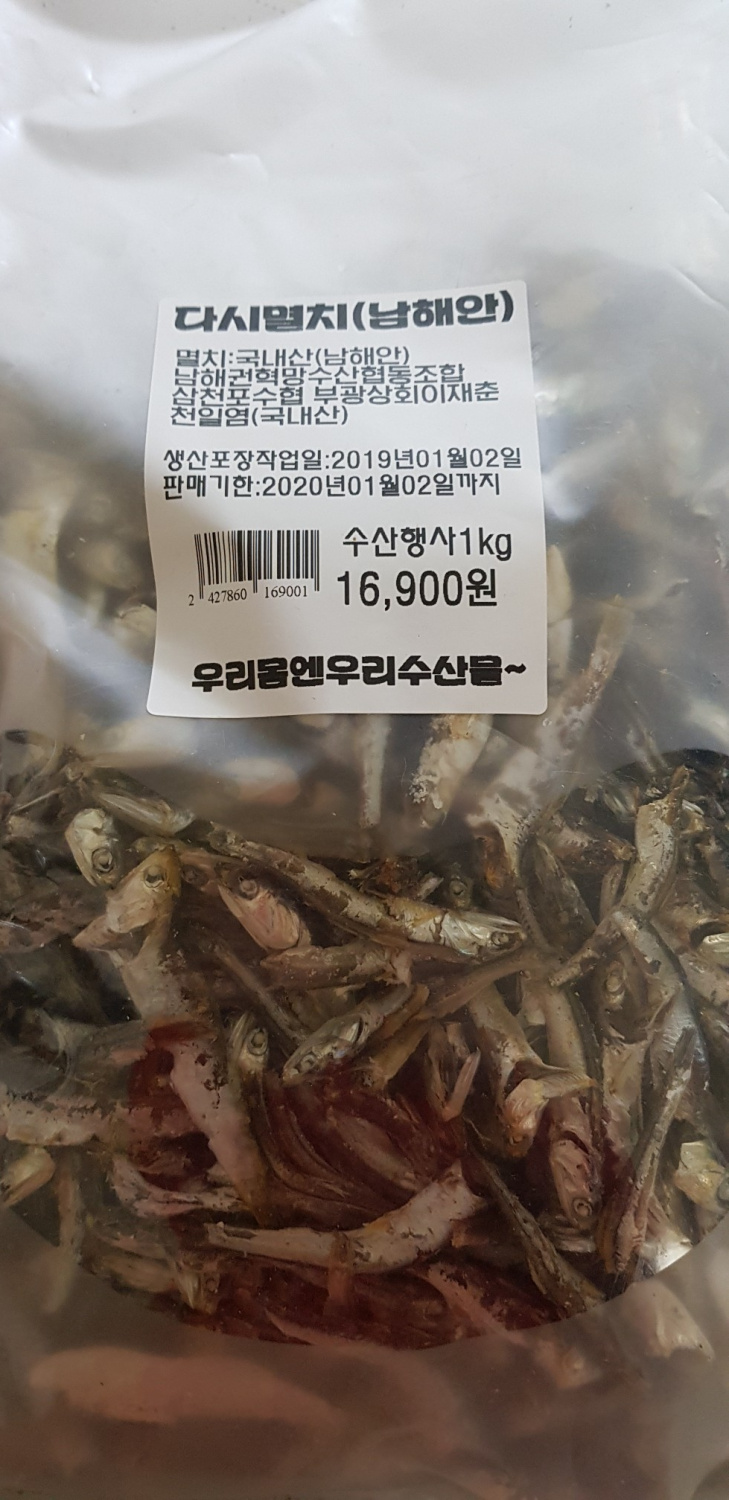 다시멸치(남해안)
멸치:국내산(남해안)
남해권혁망수산협동조합
삼천포수협 부광상회이재춘
천일염(국내산)
생산포장작업일:2019년01월02일
판매기한:2020년01월02일까지
수산행사1kg
16,900원
2 427860 169001
우리몸엔우리수산물~